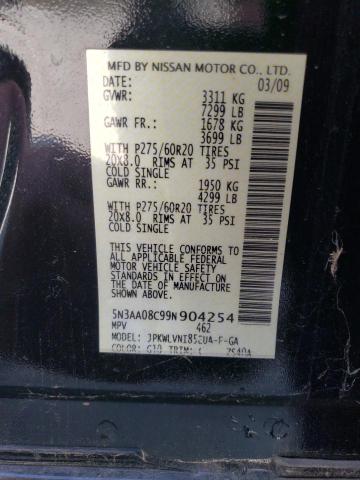 MFD BY NISSAN MOTOR CO., LTD.
DATE: 03/09
GVWR: 3311 KG
7299 LB
GAWR FR.: 1678 KG
3699 LB
WITH P275/60R20 TIRES
20X8.0 RIMS AT 35 PSI
COLD SINGLE
GAWR RR.: 1950 KG
4299 LB
WITH P275/60R20 TIRES
20X8.0 RIMS AT 35 PSI
COLD SINGLE
THIS VEHICLE CONFORMS TO
ALL APPLICABLE FEDERAL
MOTOR VEHICLE SAFETY
STANDARDS IN EFFECT ON
THE DATE OF MANUFACTURE
SHOWN ABOVE.
5N3AA08C99N904254
MPV 462
MODEL:
COLOR: G10 TRIM: